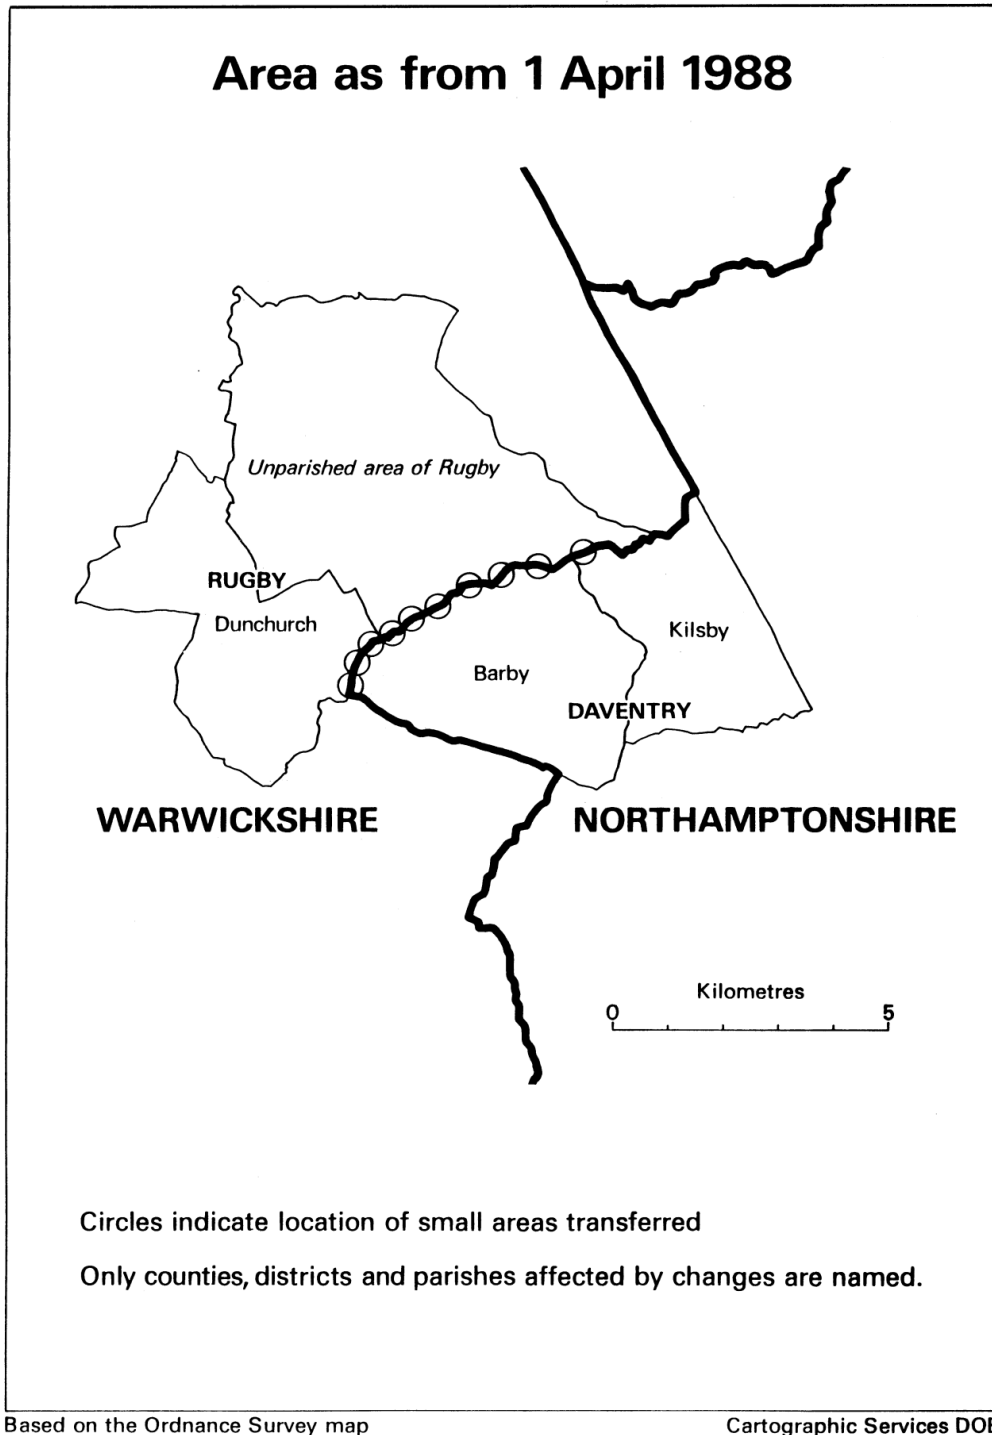 Area as from 1 April 1988
Unparished area of Rugby
RUGBY
Dunchurch
Kilsby
Barby
DAVENTRY
WARWICKSHIRE
NORTHAMPTONSHIRE
Kilometres
0 5
Circles indicate location of small areas transferred
Only counties, districts and parishes affected by changes are named.
Based on the Ordnance Survey map
Cartographic Services DOE